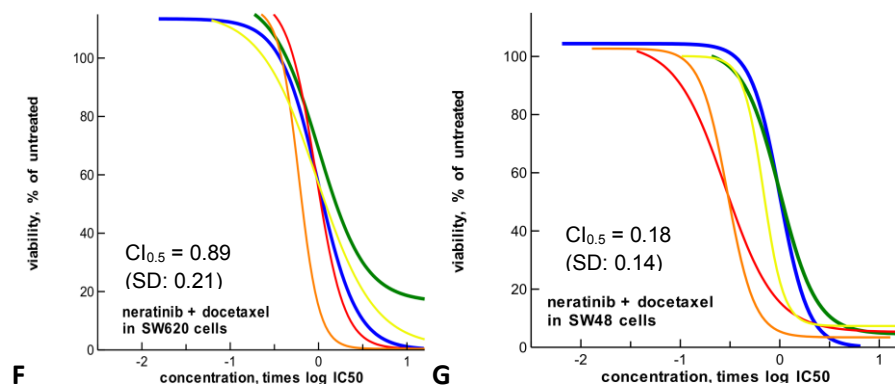 viability, % of untreated
100
80
60
40
20
0
-2
-1
0
1
CI0.5 = 0.89
(SD: 0.21)
neratinib + docetaxel
in SW620 cells
F
concentration, times log IC50
viability, % of untreated
100
80
60
40
20
0
-2
-1
0
1
CI0.5 = 0.18
(SD: 0.14)
neratinib + docetaxel
in SW48 cells
G
concentration, times log IC50